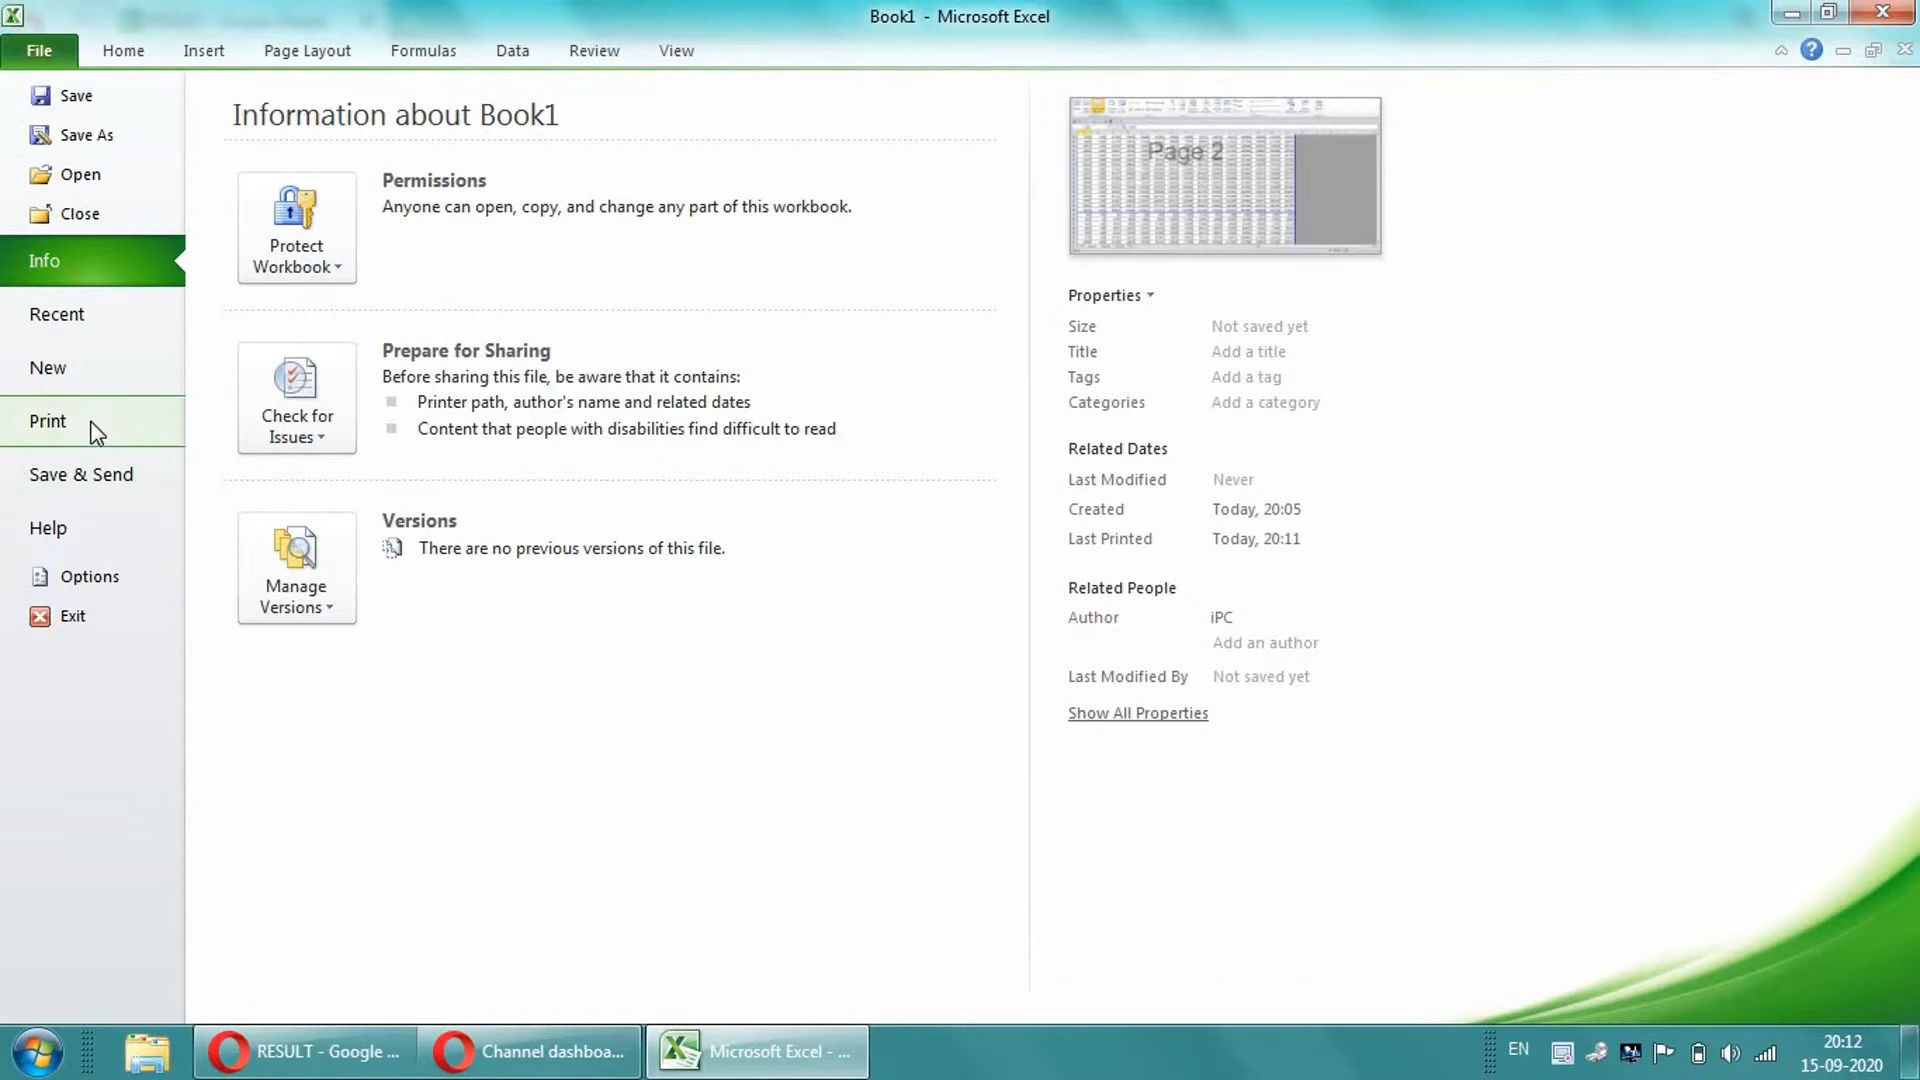 Book1 - Microsoft Excel
File
Home
Insert
Page Layout
Formulas
Data
Review
View
Save
Save As
Open
Close
Info
Recent
New
Print
Save & Send
Help
Options
Exit
Information about Book1
Protect
Workbook
Permissions
Anyone can open, copy, and change any part of this workbook.
Check for
Issues
Prepare for Sharing
Before sharing this file, be aware that it contains:
Printer path, author's name and related dates
Content that people with disabilities find difficult to read
Manage
Versions
Versions
There are no previous versions of this file.
Page 2
Properties
Size Not saved yet
Title Add a title
Tags Add a tag
Categories Add a category
Related Dates
Last Modified Never
Created Today, 20:05
Last Printed Today, 20:11
Related People
Author iPC
Add an author
Last Modified By Not saved yet
Show All Properties
RESULT - Google ...
Channel dashboa...
Microsoft Excel - ...
EN
20:12
15-09-2020